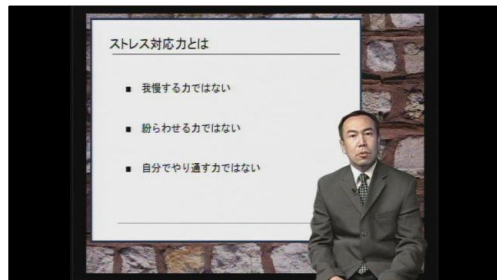 ストレス対応力とは
■ 我慢する力ではない
■ 紛らわせる力ではない
■ 自分でやり通す力ではない